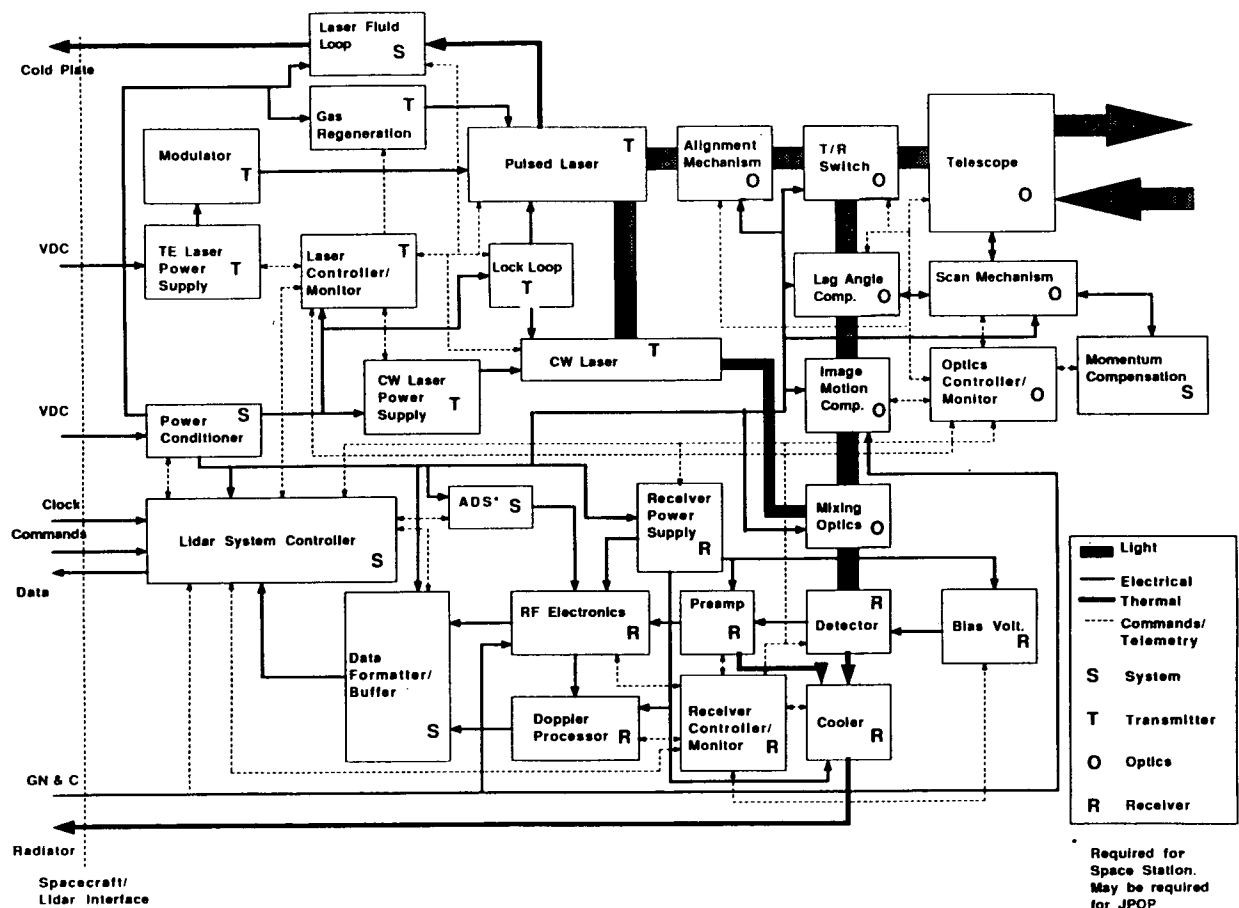 Laser Fluid
Loop
S
Cold Plate
Gas
Regeneration
T
Modulator
T
Pulsed Laser
T
Alignment
Mechanism
O
T/R
Switch
O
Telescope
O
VDC
TE Laser
Power
Supply
T
Laser
Controller/
Monitor
T
Lock Loop
T
Lag Angle
Comp.
O
Scan Mechanism
O
CW Laser
T
CW Laser
Power
Supply
T
Image
Motion
Comp.
O
Optics
Controller/
Monitor
O
Momentum
Compensation
S
VDC
Power
Conditioner
S
Clock
Commands
Data
Lidar System Controller
S
ADS*
S
Receiver
Power
Supply
R
Mixing
Optics
O
Data
Formatter/
Buffer
S
RF Electronics
R
Preamp
R
Detector
R
Bias Volt.
R
Doppler
Processor
R
Receiver
Controller/
Monitor
R
Cooler
R
GN & C
Radiator
Spacecraft/
Lidar Interface
Light
Electrical
Thermal
Commands/
Telemetry
S System
T Transmitter
O Optics
R Receiver
Required for
Space Station.
May be required
for JPOP